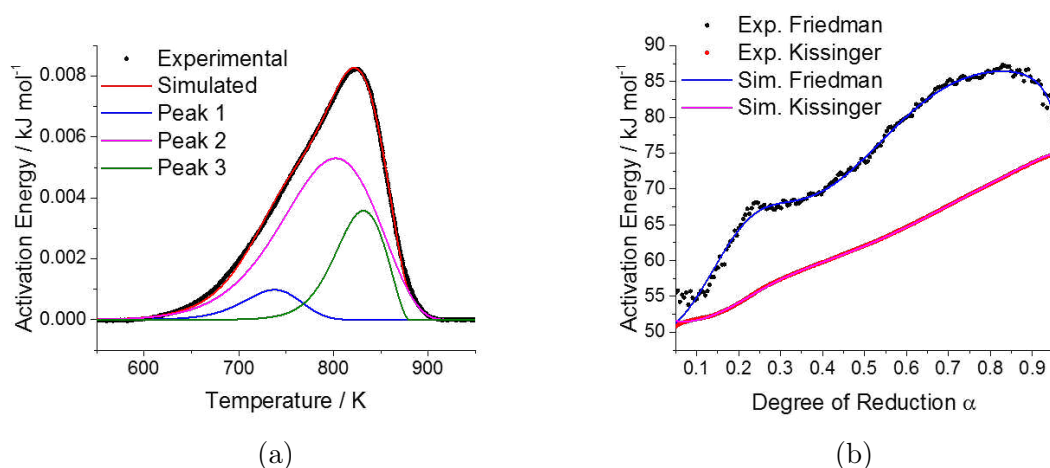 Activation Energy / kJ mol⁻¹
0.008
0.006
0.004
0.002
0.000
Experimental
Simulated
Peak 1
Peak 2
Peak 3
600 700 800 900
Temperature / K
(a)
Exp. Friedman
Exp. Kissinger
Sim. Friedman
Sim. Kissinger
Activation Energy / kJ mol⁻¹
90
85
80
75
70
65
60
55
50
0.1 0.2 0.3 0.4 0.5 0.6 0.7 0.8 0.9
Degree of Reduction α
(b)